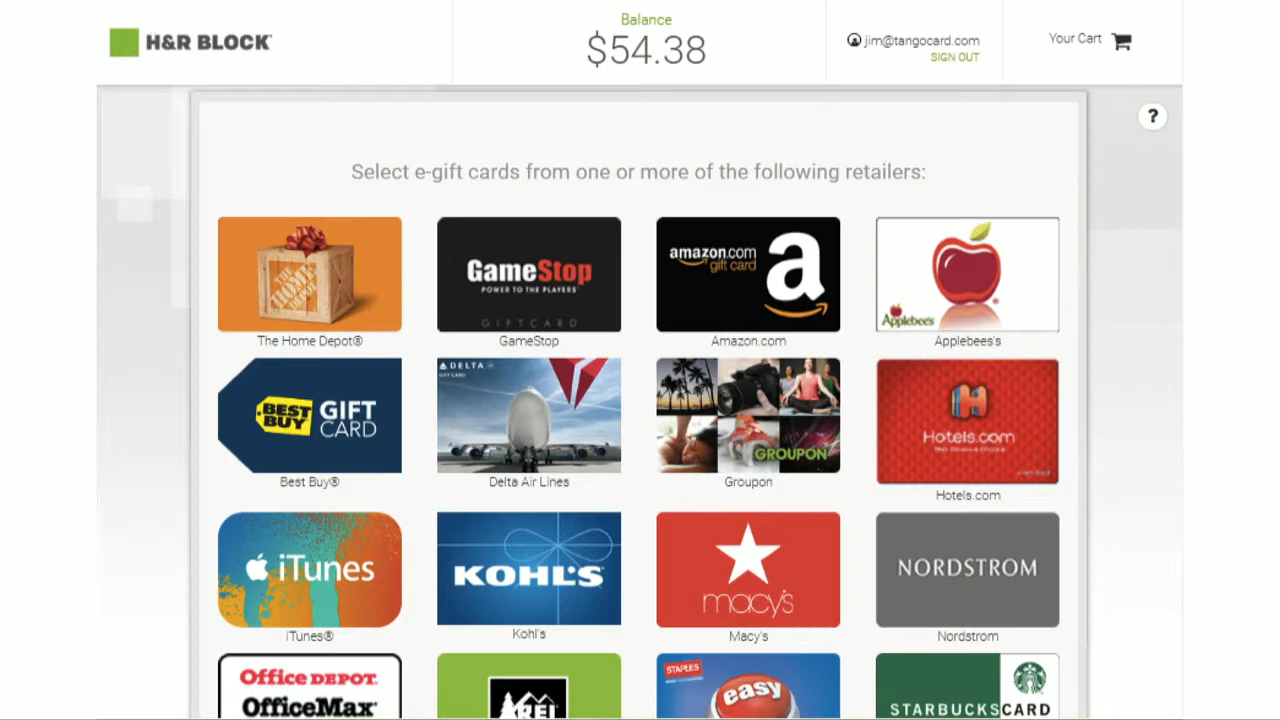 H&R BLOCK
Balance
$54.38
jim@tangocard.com
SIGN OUT
Your Cart
?
Select e-gift cards from one or more of the following retailers:
THE HOME DEPOT
GameStop
POWER TO THE PLAYERS
GIFTCARD
amazon.com
gift card
a
Applebee's
The Home Depot®
GameStop
Amazon.com
Applebees's
BEST BUY
GIFT CARD
DELTA
GIFT CARD
GROUPON
H
Hotels.com
Best Buy®
Delta Air Lines
Groupon
Hotels.com
iTunes
KOHL'S
macy's
NORDSTROM
iTunes®
Kohl's
Macy's
Nordstrom
Office DEPOT.
OfficeMax
REI
STAPLES
easy
STARBUCKS CARD